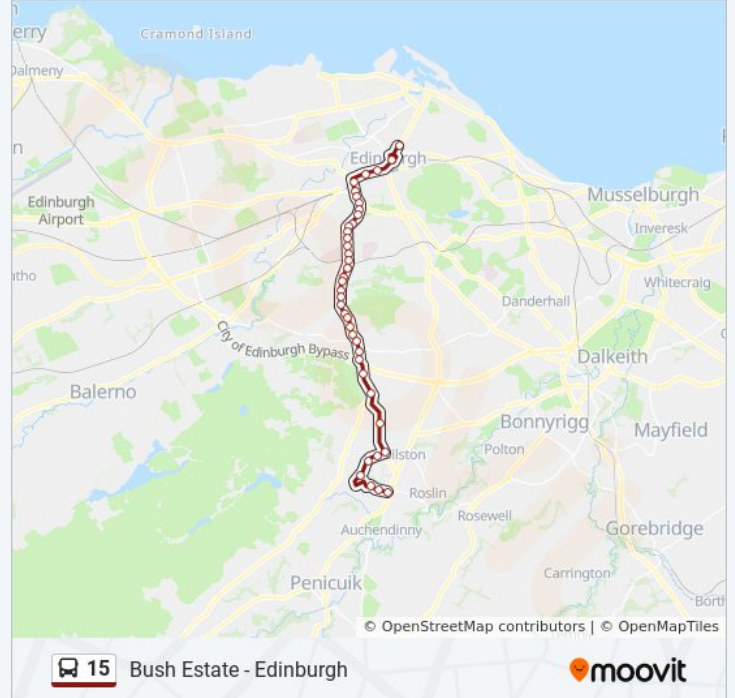 erry
Cramond Island
Dalmeny
Edinburgh
Edinburgh
Airport
Musselburgh
Inveresk
Whitecraig
Danderhall
City of Edinburgh Bypass
Dalkeith
Balerno
Bonnyrigg
Mayfield
Polton
Roslin
Rosewell
Auchendinny
Gorebridge
Carrington
Penicuik
© OpenStreetMap contributors | © OpenMapTiles
15 Bush Estate - Edinburgh
moovit